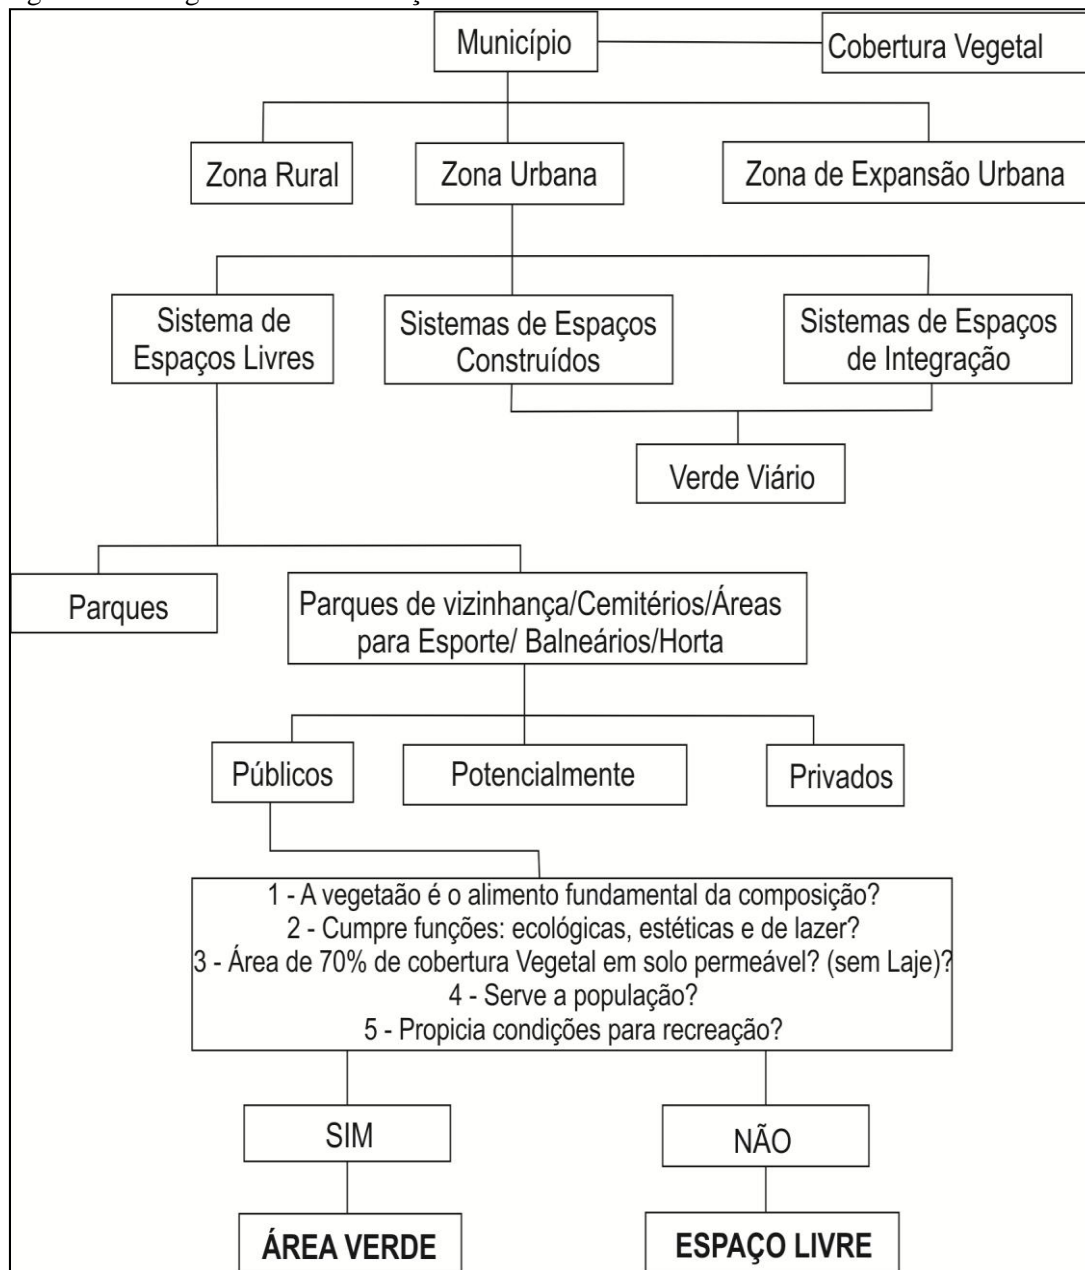 Município
Cobertura Vegetal
Zona Rural
Zona Urbana
Zona de Expansão Urbana
Sistema de
Espaços Livres
Sistemas de Espaços
Construídos
Sistemas de Espaços
de Integração
Verde Viário
Parques
Parques de vizinhança/Cemitérios/Áreas
para Esporte/ Balneários/Horta
Públicos
Potencialmente
Privados
1 - A vegetaão é o alimento fundamental da composição?
2 - Cumpre funções: ecológicas, estéticas e de lazer?
3 - Área de 70% de cobertura Vegetal em solo permeável? (sem Laje)?
4 - Serve a população?
5 - Propicia condições para recreação?
SIM
NÃO
ÁREA VERDE
ESPAÇO LIVRE